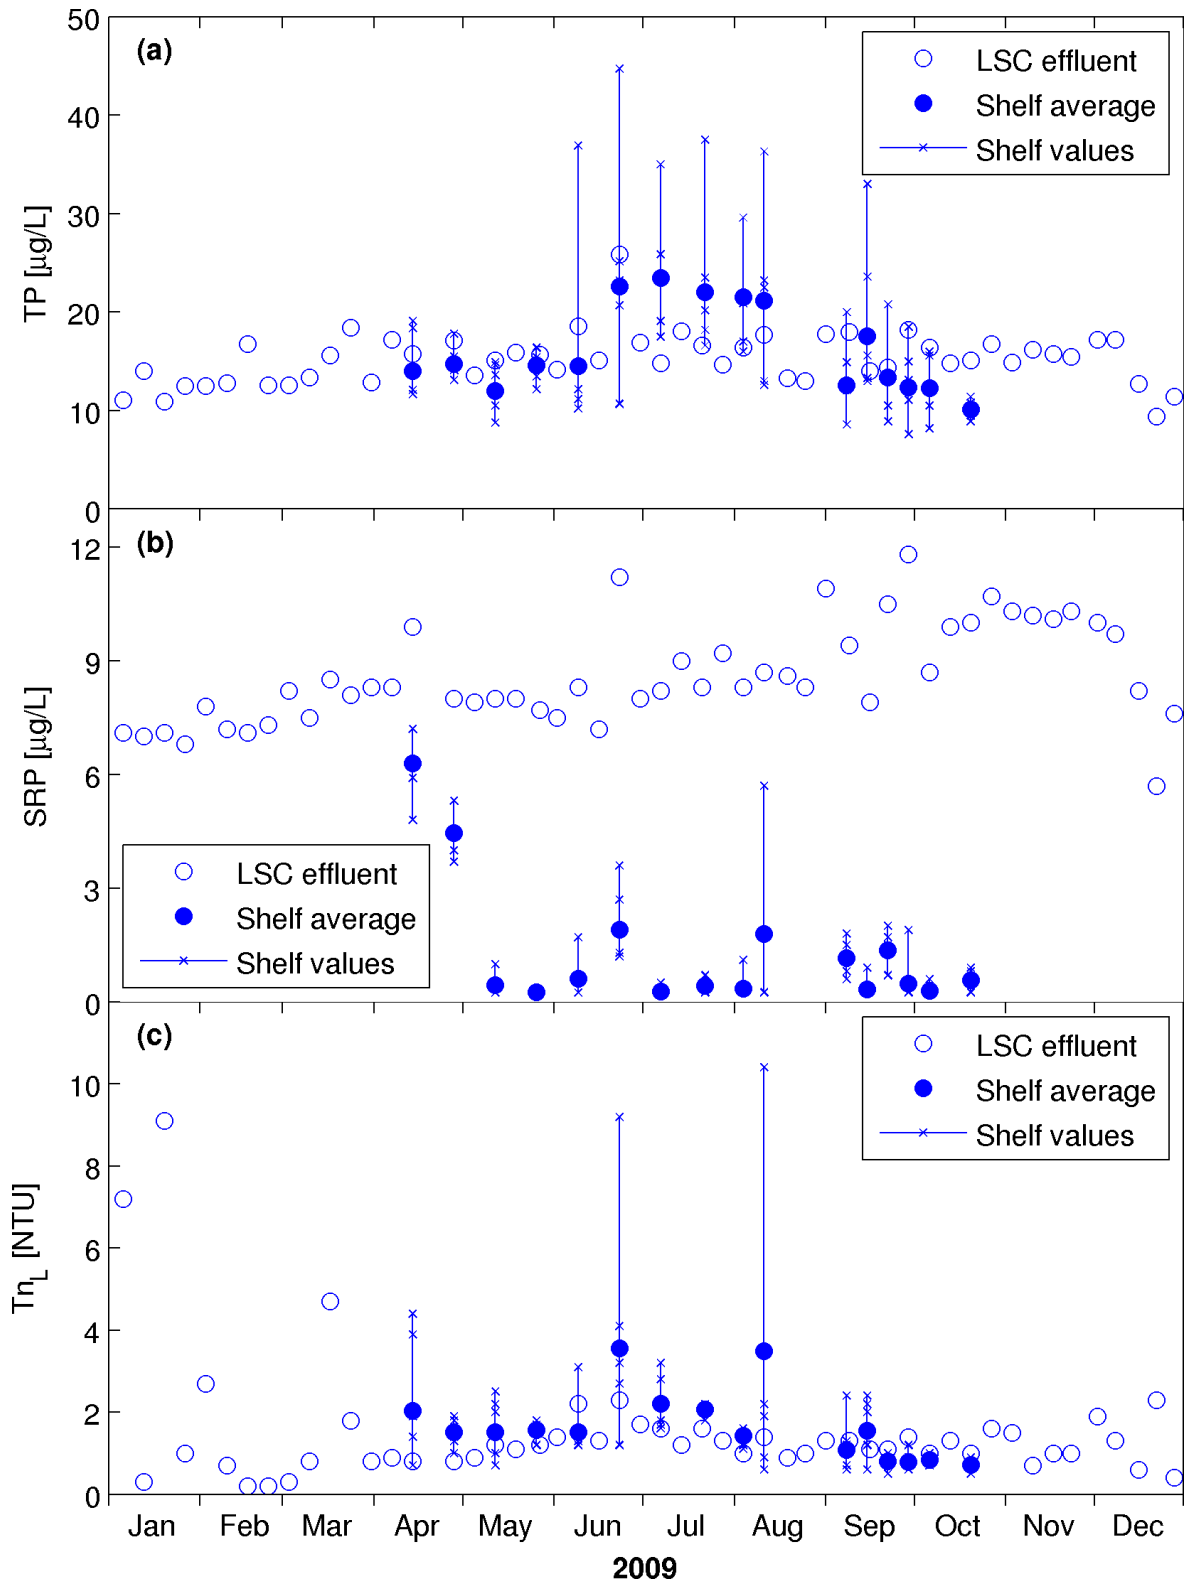 (a)
50
40
30
20
10
0
TP [µg/L]
LSC effluent
Shelf average
Shelf values
(b)
12
9
6
3
0
SRP [µg/L]
LSC effluent
Shelf average
Shelf values
(c)
10
8
6
4
2
0
Tn_L [NTU]
LSC effluent
Shelf average
Shelf values
Jan Feb Mar Apr May Jun Jul Aug Sep Oct Nov Dec
2009